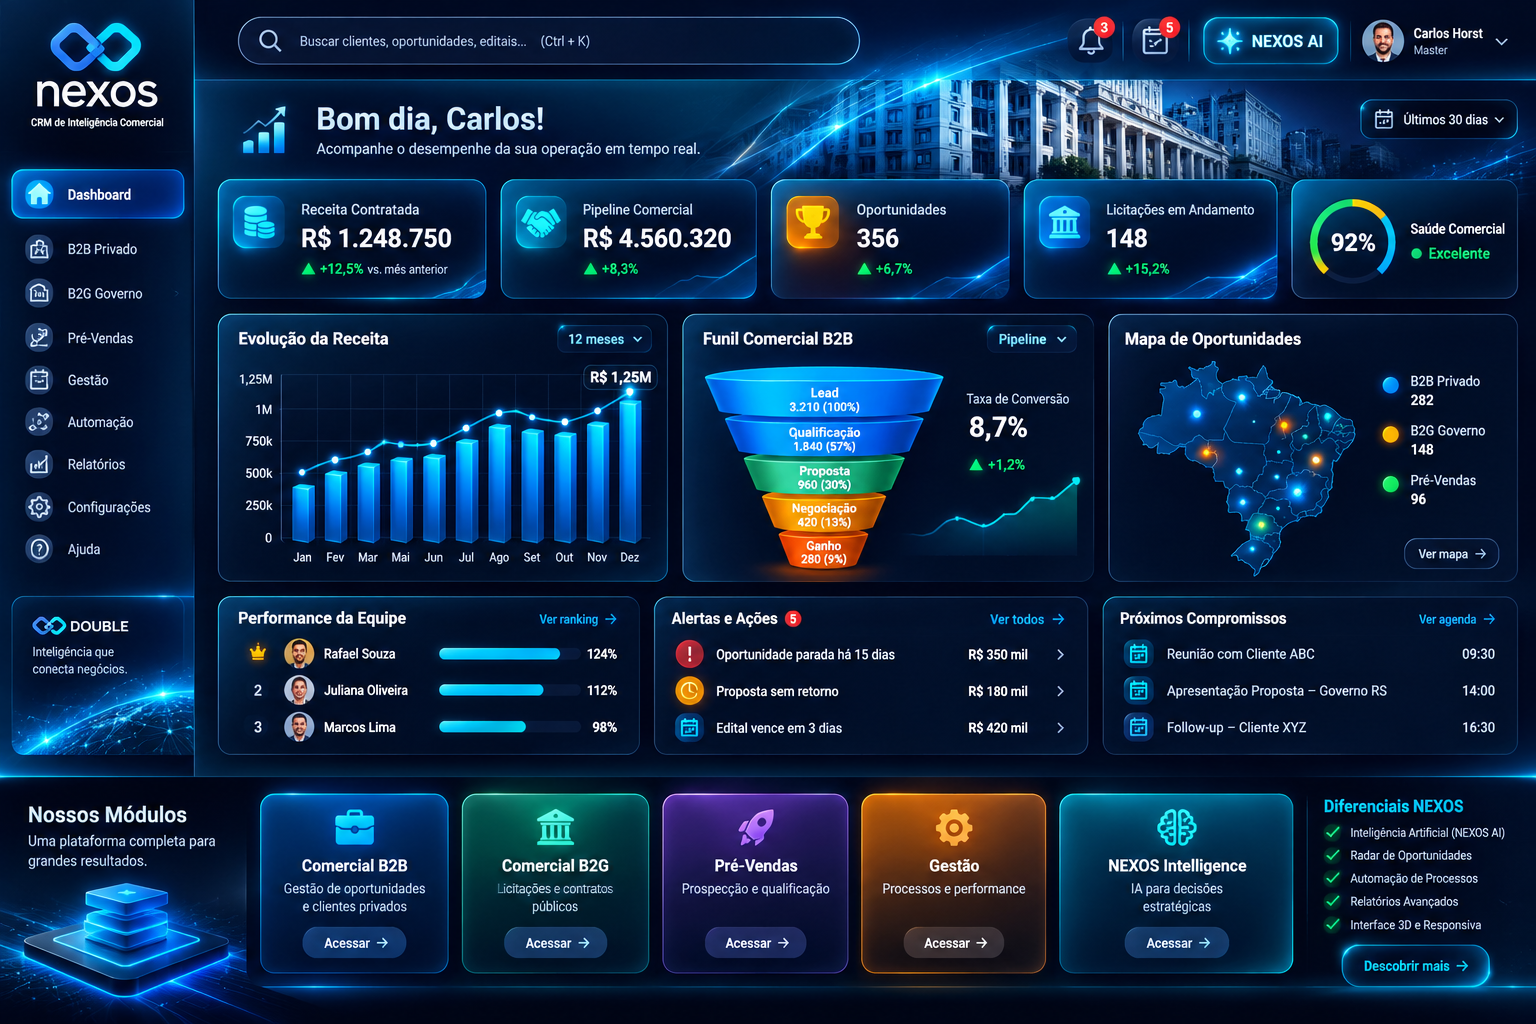 nexos
CRM de Inteligência Comercial
Buscar clientes, oportunidades, editais... (Ctrl + K)
3
5
NEXOS AI
Carlos Horst
Master
Dashboard
B2B Privado
B2G Governo
Pré-Vendas
Gestão
Automação
Relatórios
Configurações
Ajuda
DOUBLE
Inteligência que
conecta negócios.
Bom dia, Carlos!
Acompanhe o desempenho da sua operação em tempo real.
Últimos 30 dias
Receita Contratada
R$ 1.248.750
+12,5% vs. mês anterior
Pipeline Comercial
R$ 4.560.320
+8,3%
Oportunidades
356
+6,7%
Licitações em Andamento
148
+15,2%
92%
Saúde Comercial
Excelente
Evolução da Receita
12 meses
R$ 1,25M
1,25M
1M
750k
500k
250k
0
Jan Fev Mar Mai Jun Jul Ago Set Out Nov Dez
Funil Comercial B2B
Pipeline
Lead
3.210 (100%)
Qualificação
1.840 (57%)
Proposta
960 (30%)
Negociação
420 (13%)
Ganho
280 (9%)
Taxa de Conversão
8,7%
+1,2%
Mapa de Oportunidades
B2B Privado
282
B2G Governo
148
Pré-Vendas
96
Ver mapa →
Performance da Equipe
Ver ranking →
Rafael Souza 124%
2 Juliana Oliveira 112%
3 Marcos Lima 98%
Alertas e Ações 5
Ver todos →
Oportunidade parada há 15 dias R$ 350 mil
Proposta sem retorno R$ 180 mil
Edital vence em 3 dias R$ 420 mil
Próximos Compromissos
Ver agenda →
Reunião com Cliente ABC 09:30
Apresentação Proposta – Governo RS 14:00
Follow-up – Cliente XYZ 16:30
Nossos Módulos
Uma plataforma completa para
grandes resultados.
Comercial B2B
Gestão de oportunidades
e clientes privados
Acessar →
Comercial B2G
Licitações e contratos
públicos
Acessar →
Pré-Vendas
Prospecção e qualificação
Acessar →
Gestão
Processos e performance
Acessar →
NEXOS Intelligence
IA para decisões
estratégicas
Acessar →
Diferenciais NEXOS
Inteligência Artificial (NEXOS AI)
Radar de Oportunidades
Automação de Processos
Relatórios Avançados
Interface 3D e Responsiva
Descobrir mais →